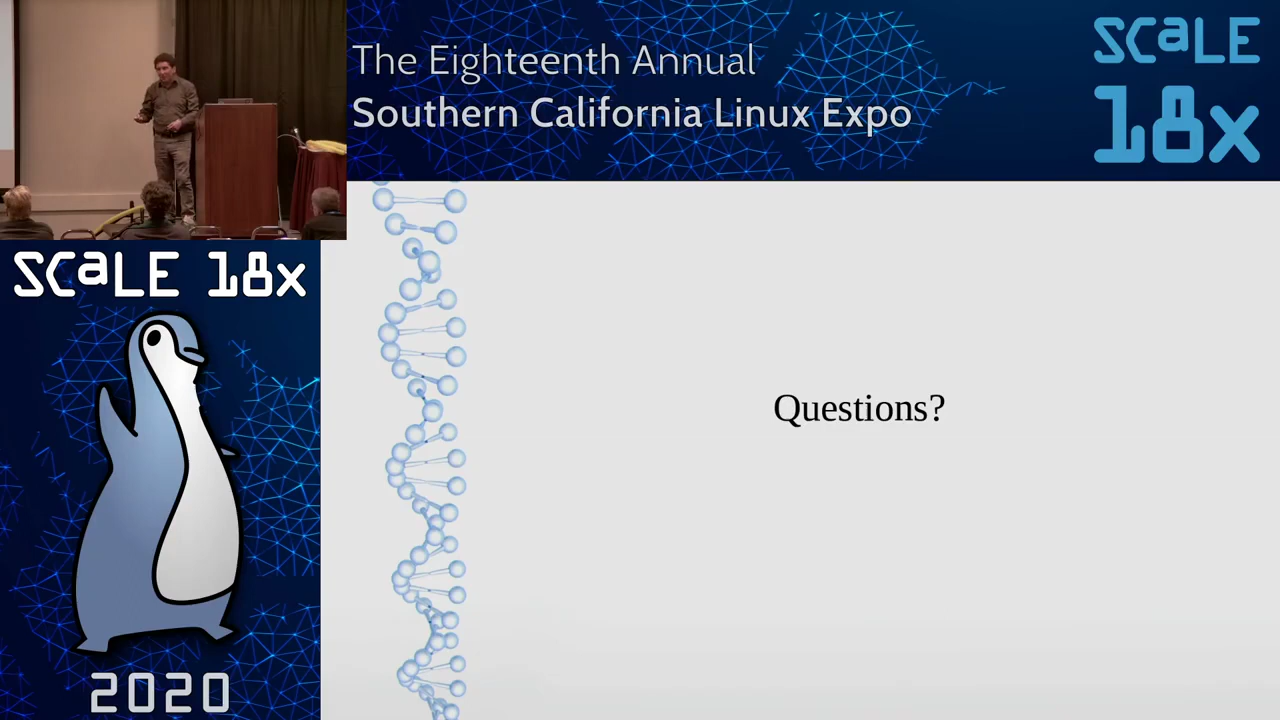 The Eighteenth Annual
Southern California Linux Expo
SCaLE
18x
SCaLE 18x
Questions?
2020